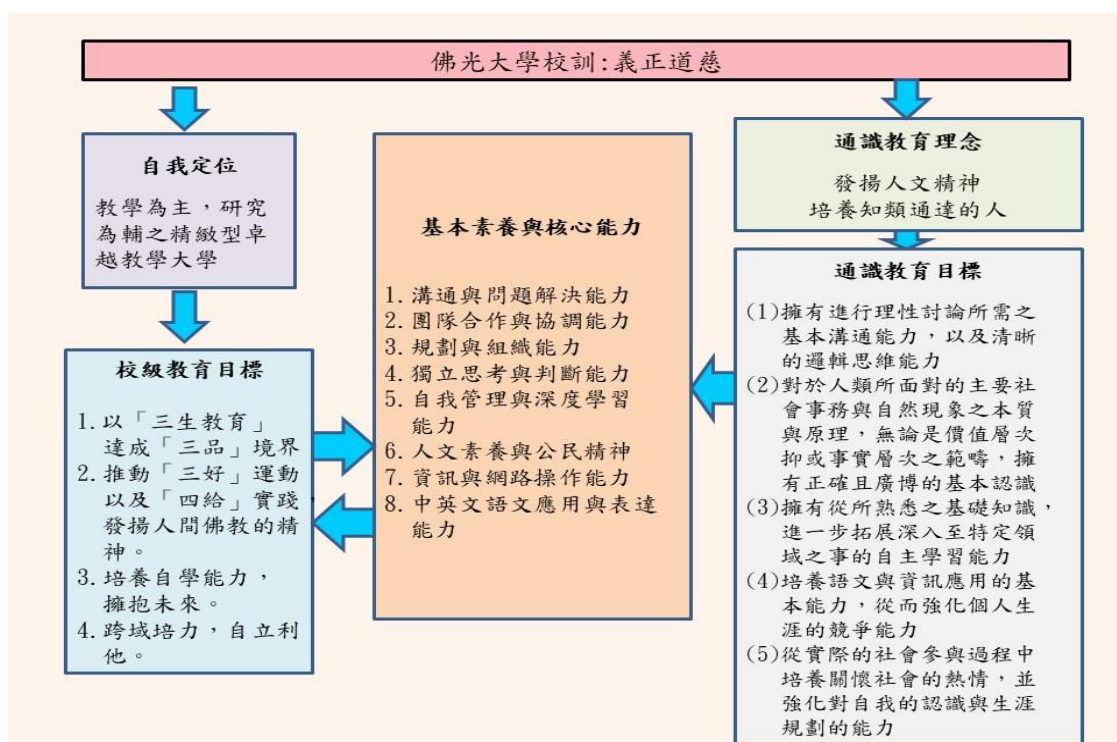 佛光大學校訓:義正道慈
自我定位
教學為主，研究
為輔之精緻型卓
越教學大學
校級教育目標
1.以「三生教育」
達成「三品」境界
2.推動「三好」運動
以及「四給」實踐，
發揚人間佛教的精
神。
3.培養自學能力，
擁抱未來。
4.跨域培力，自立利
他。
基本素養與核心能力
1.溝通與問題解決能力
2.團隊合作與協調能力
3.規劃與組織能力
4.獨立思考與判斷能力
5.自我管理與深度學習
能力
6.人文素養與公民精神
7.資訊與網路操作能力
8.中英文語文應用與表達
能力
通識教育理念
發揚人文精神
培養知類通達的人
通識教育目標
(1)擁有進行理性討論所需之
基本溝通能力，以及清晰
的邏輯思維能力
(2)對於人類所面對的主要社
會事務與自然現象之本質
與原理，無論是價值層次
抑或事實層次之範疇，擁
有正確且廣博的基本認識
(3)擁有從所熟悉之基礎知識，
進一步拓展深入至特定領
域之事的自主學習能力
(4)培養語文與資訊應用的基
本能力，從而強化個人生
涯的競爭能力
(5)從實際的社會參與過程中
培養關懷社會的熱情，並
強化對自我的認識與生涯
規劃的能力